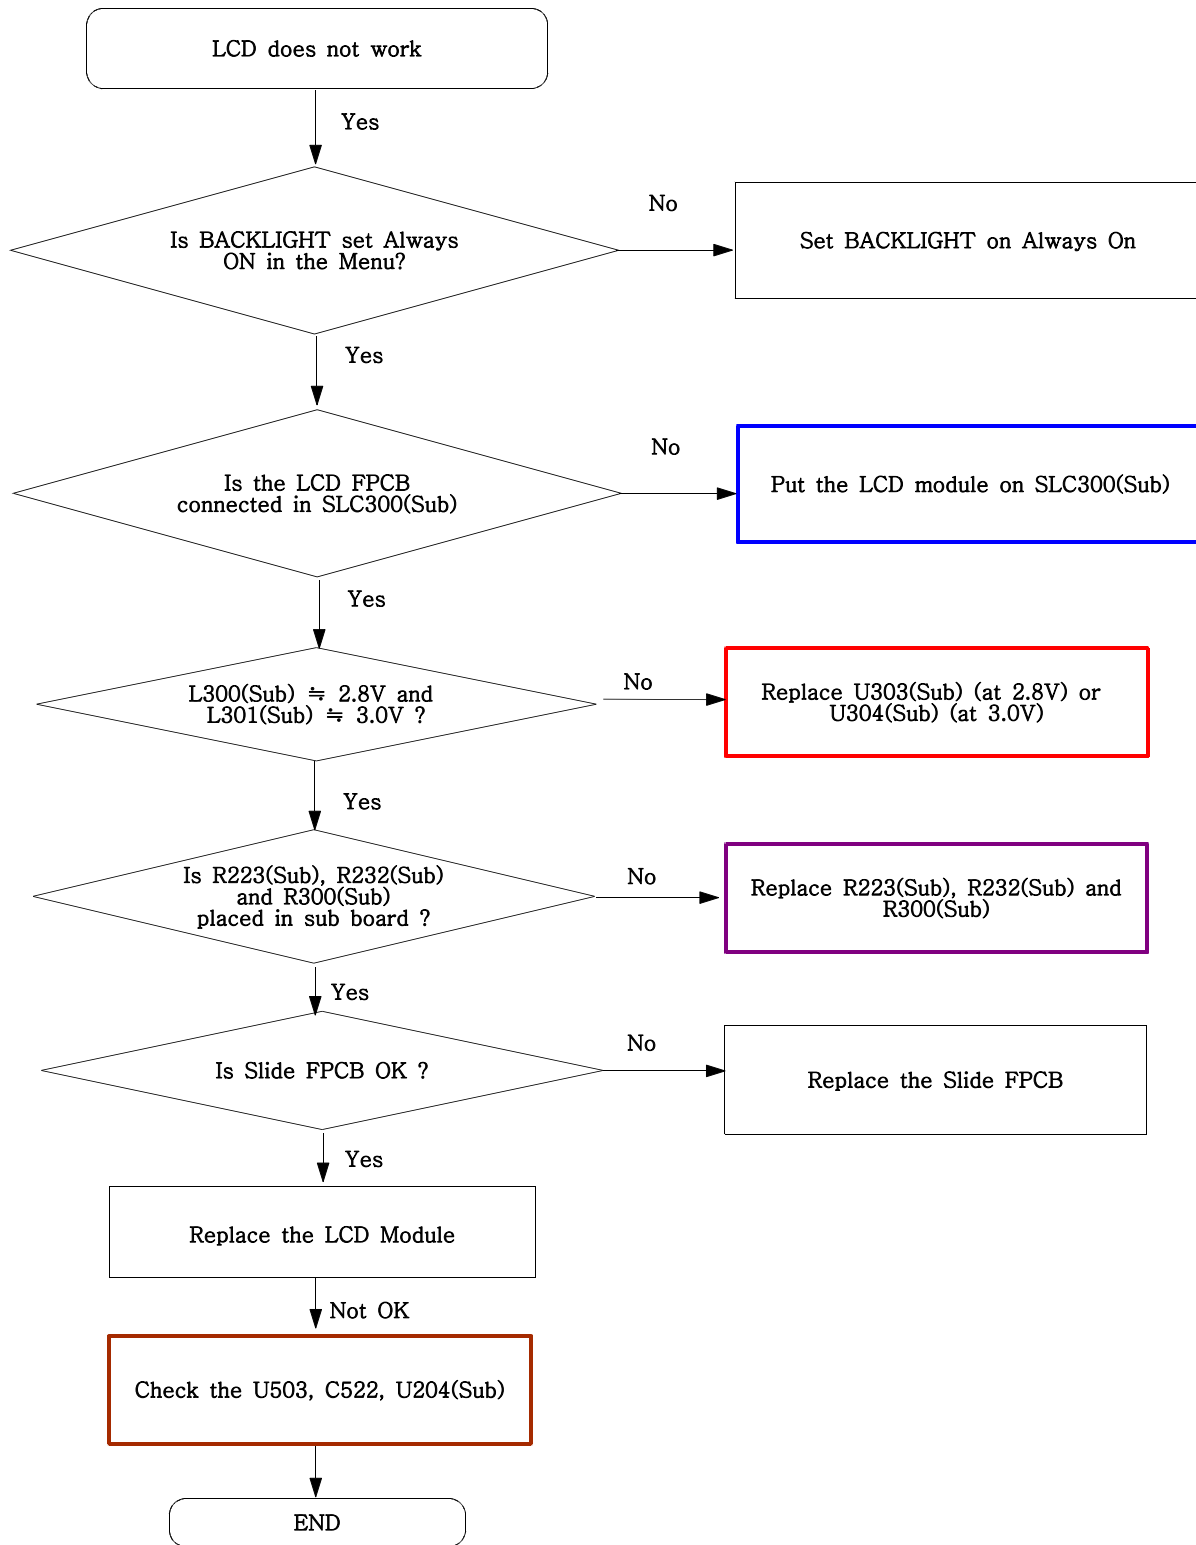 LCD does not work
Yes
Is BACKLIGHT set Always
ON in the Menu?
No
Set BACKLIGHT on Always On
Yes
Is the LCD FPCB
connected in SLC300(Sub)
No
Put the LCD module on SLC300(Sub)
Yes
L300(Sub) ≒ 2.8V and
L301(Sub) ≒ 3.0V ?
No
Replace U303(Sub) (at 2.8V) or
U304(Sub) (at 3.0V)
Yes
Is R223(Sub), R232(Sub)
and R300(Sub)
placed in sub board ?
No
Replace R223(Sub), R232(Sub) and
R300(Sub)
Yes
Is Slide FPCB OK ?
No
Replace the Slide FPCB
Yes
Replace the LCD Module
Not OK
Check the U503, C522, U204(Sub)
END